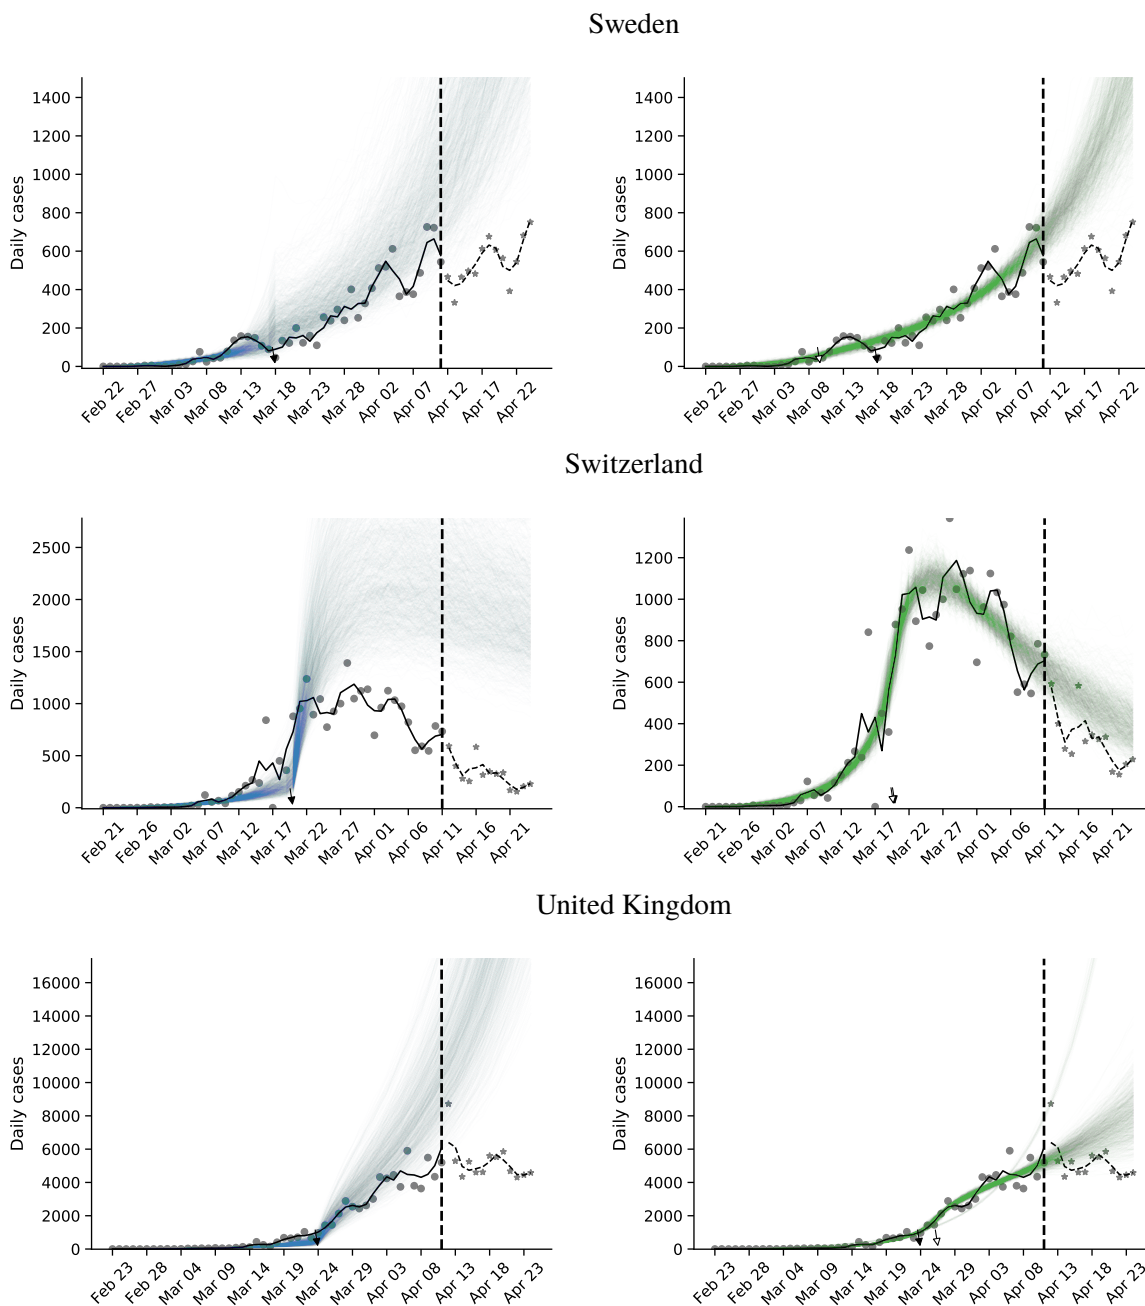 Sweden
1400
1200
1000
800
600
400
200
0
Daily cases
Feb 22
Feb 27
Mar 03
Mar 08
Mar 13
Mar 18
Mar 23
Mar 28
Apr 02
Apr 07
Apr 12
Apr 17
Apr 22
1400
1200
1000
800
600
400
200
0
Daily cases
Feb 22
Feb 27
Mar 03
Mar 08
Mar 13
Mar 18
Mar 23
Mar 28
Apr 02
Apr 07
Apr 12
Apr 17
Apr 22
Switzerland
2500
2000
1500
1000
500
0
Daily cases
Feb 21
Feb 26
Mar 02
Mar 07
Mar 12
Mar 17
Mar 22
Mar 27
Apr 01
Apr 06
Apr 11
Apr 16
Apr 21
1200
1000
800
600
400
200
0
Daily cases
Feb 21
Feb 26
Mar 02
Mar 07
Mar 12
Mar 17
Mar 22
Mar 27
Apr 01
Apr 06
Apr 11
Apr 16
Apr 21
United Kingdom
16000
14000
12000
10000
8000
6000
4000
2000
0
Daily cases
Feb 23
Feb 28
Mar 04
Mar 09
Mar 14
Mar 19
Mar 24
Mar 29
Apr 03
Apr 08
Apr 13
Apr 18
Apr 23
16000
14000
12000
10000
8000
6000
4000
2000
0
Daily cases
Feb 23
Feb 28
Mar 04
Mar 09
Mar 14
Mar 19
Mar 24
Mar 29
Apr 03
Apr 08
Apr 13
Apr 18
Apr 23